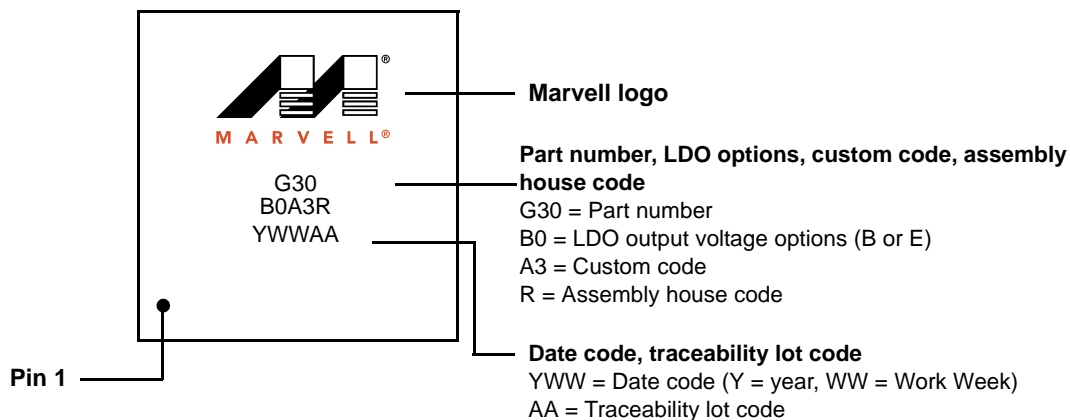 MARVELL®
®
G30
B0A3R
YWWAA
Marvell logo
Part number, LDO options, custom code, assembly
house code
G30 = Part number
B0 = LDO output voltage options (B or E)
A3 = Custom code
R = Assembly house code
Date code, traceability lot code
YWW = Date code (Y = year, WW = Work Week)
AA = Traceability lot code
Pin 1